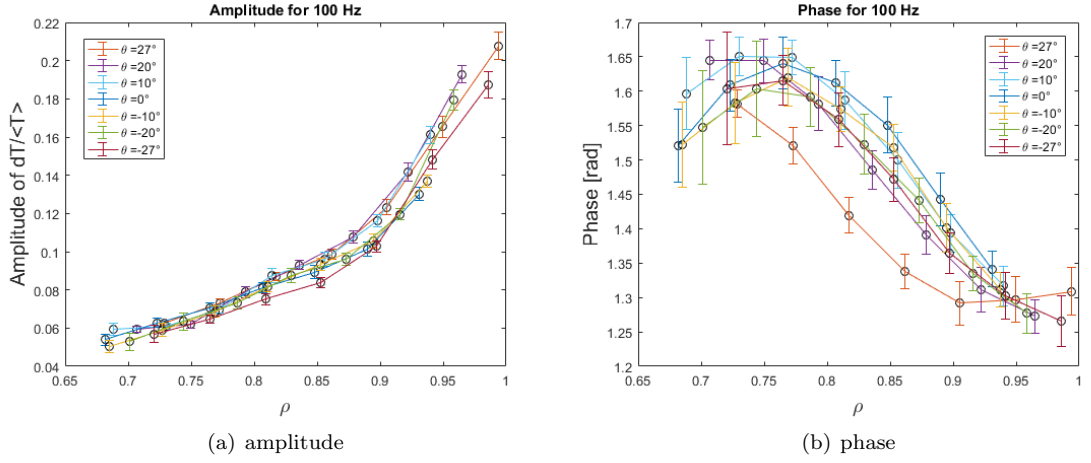 Amplitude for 100 Hz
Amplitude of dT/<T>
0.22
0.2
0.18
0.16
0.14
0.12
0.1
0.08
0.06
0.04
θ =27°
θ =20°
θ =10°
θ =0°
θ =-10°
θ =-20°
θ =-27°
0.65 0.7 0.75 0.8 0.85 0.9 0.95 1
ρ
(a) amplitude
Phase for 100 Hz
Phase [rad]
1.7
1.65
1.6
1.55
1.5
1.45
1.4
1.35
1.3
1.25
1.2
θ =27°
θ =20°
θ =10°
θ =0°
θ =-10°
θ =-20°
θ =-27°
0.65 0.7 0.75 0.8 0.85 0.9 0.95 1
ρ
(b) phase